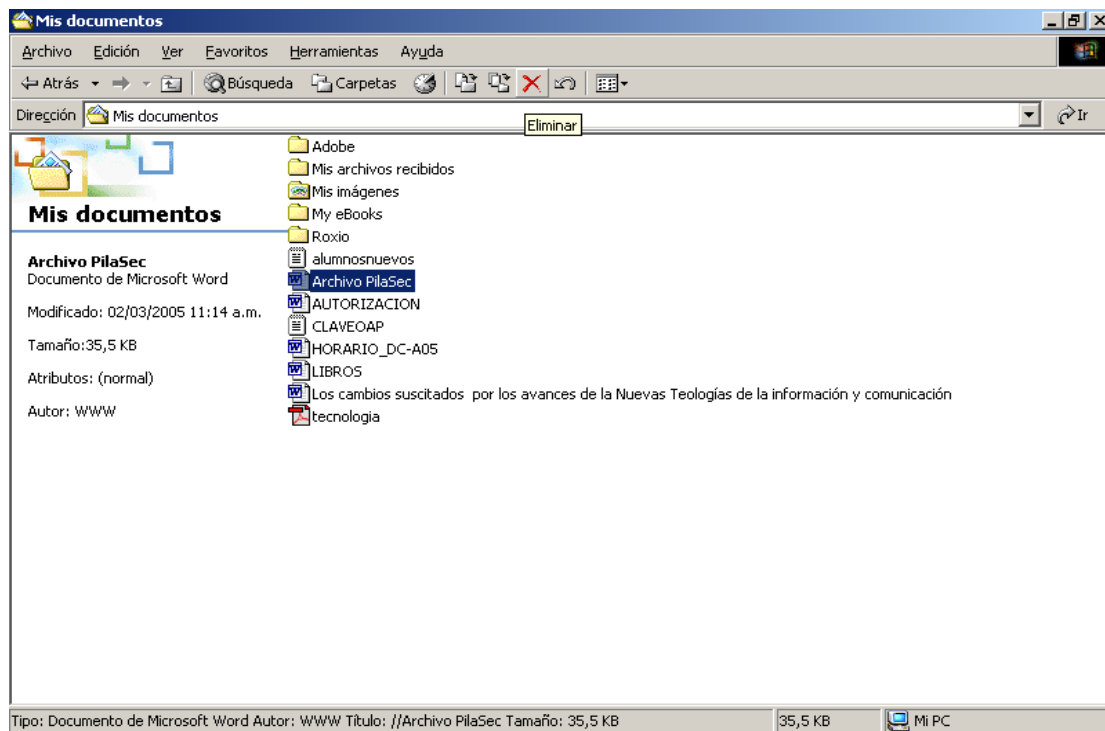 Mis documentos
Archivo Edición Ver Favoritos Herramientas Ayuda
Atrás Búsqueda Carpetas
Dirección Mis documentos Ir
Eliminar
Mis documentos
Archivo PilaSec
Documento de Microsoft Word
Modificado: 02/03/2005 11:14 a.m.
Tamaño:35,5 KB
Atributos: (normal)
Autor: WWW
Adobe
Mis archivos recibidos
Mis imágenes
My eBooks
Roxio
alumnosnuevos
Archivo PilaSec
AUTORIZACION
CLAVEOAP
HORARIO_DC-A05
LIBROS
Los cambios suscitados por los avances de la Nuevas Teologías de la información y comunicación
tecnologia
Tipo: Documento de Microsoft Word Autor: WWW Título: //Archivo PilaSec Tamaño: 35,5 KB 35,5 KB Mi PC